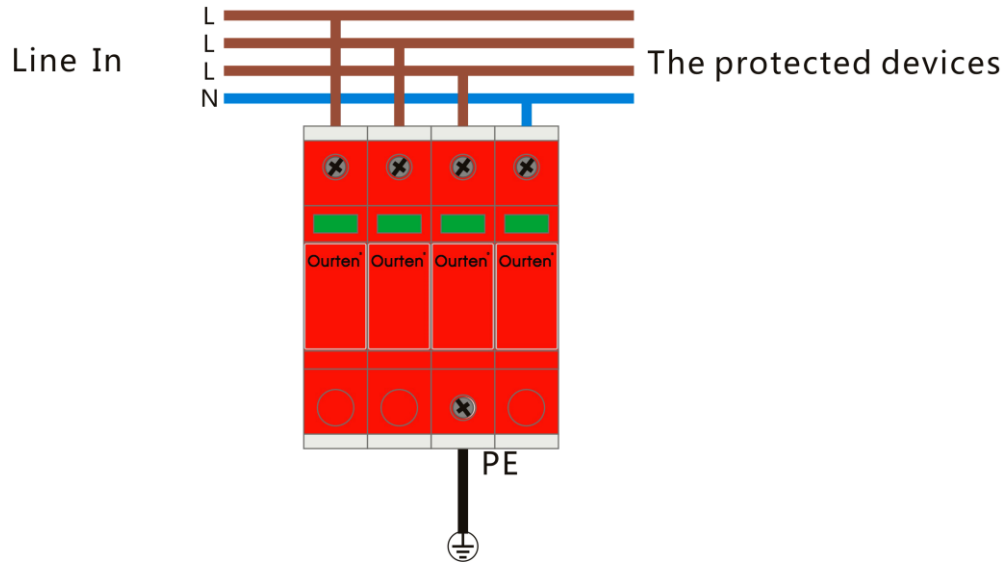 L
L
Line In
L
The protected devices
N
Ourten
Ourten
Ourten
Ourten
PE